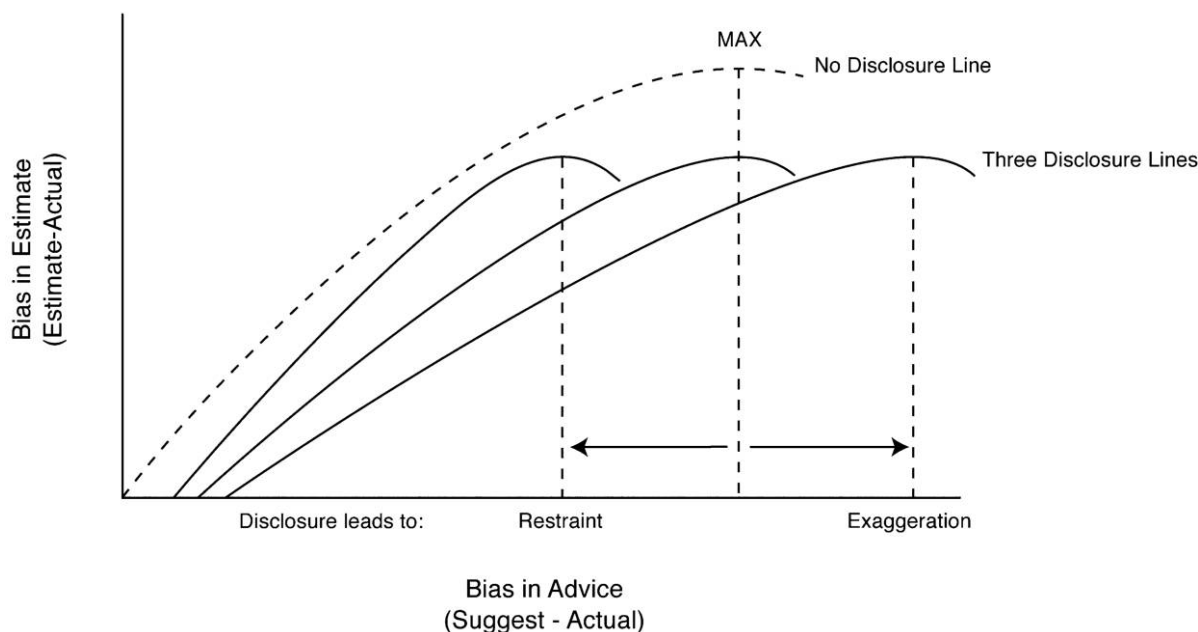 MAX
No Disclosure Line
Three Disclosure Lines
Bias in Estimate
(Estimate-Actual)
Disclosure leads to:
Restraint
Exaggeration
Bias in Advice
(Suggest - Actual)